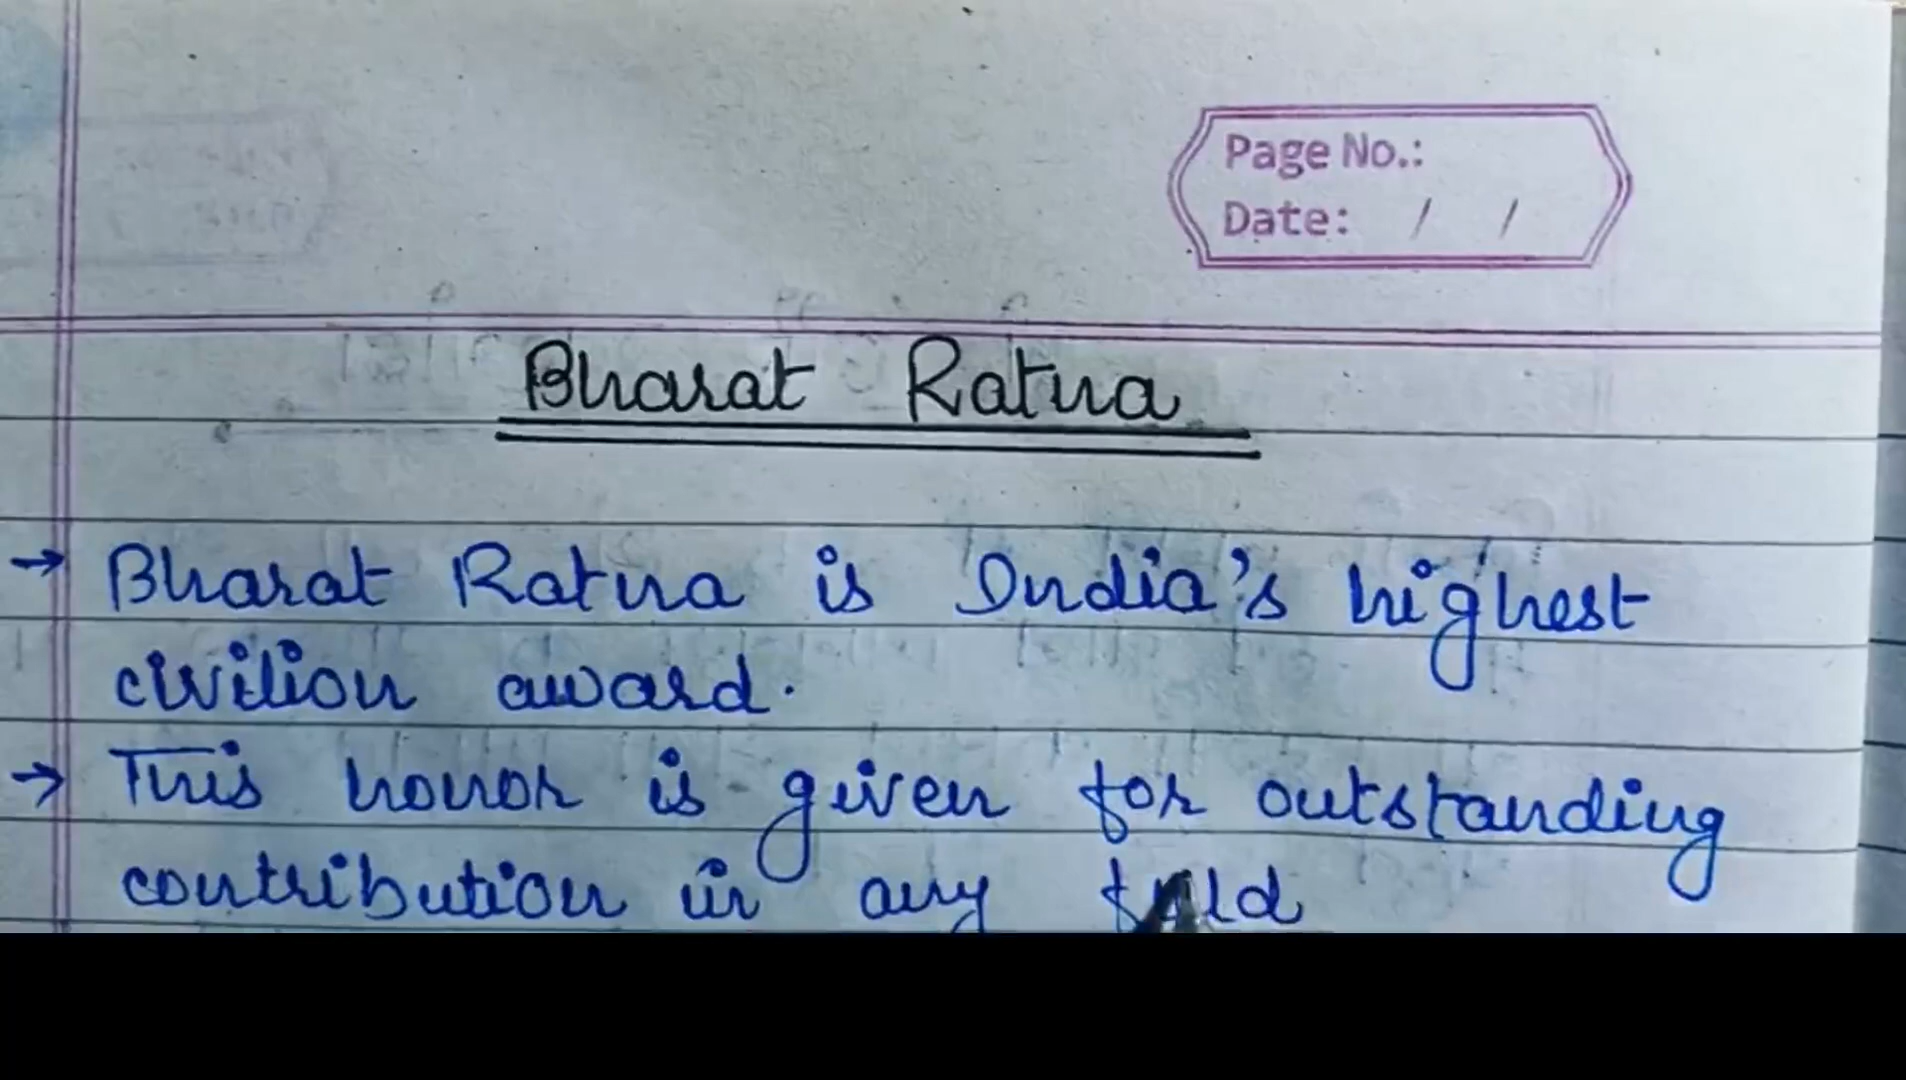 Page No.:
Date: / /
Bharat Ratna
→ Bharat Ratna is India's highest
civilion award.
→ This honor is given for outstanding
contribution in any